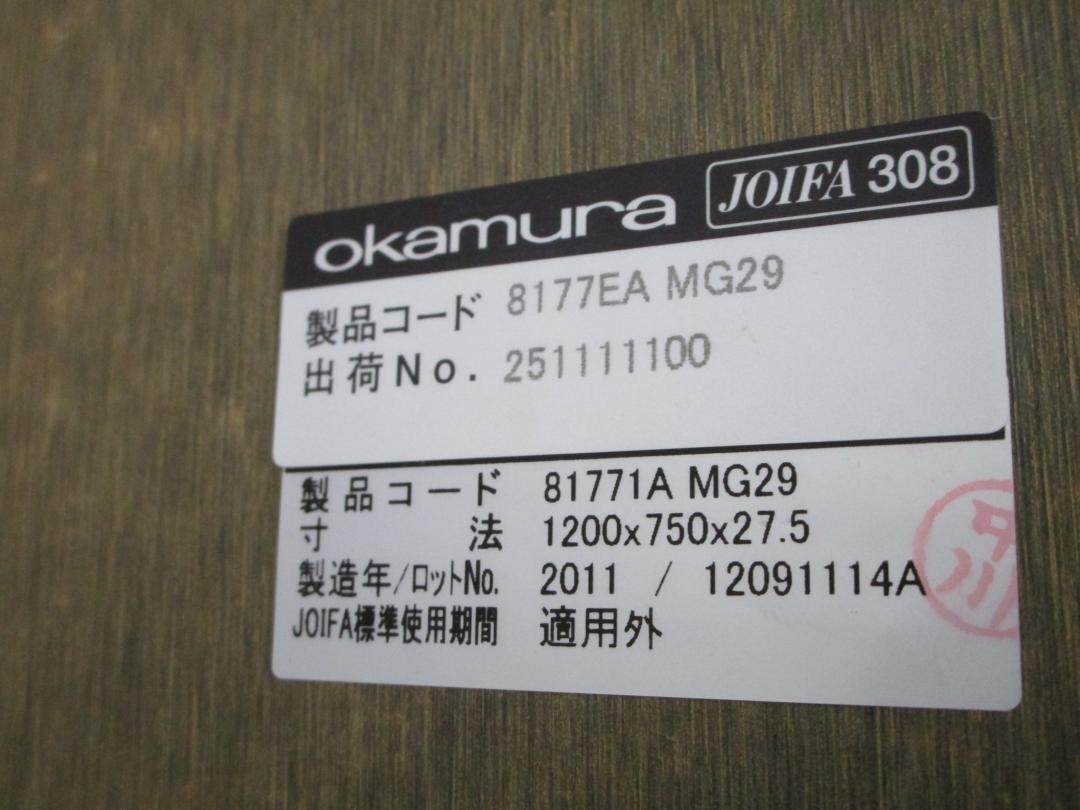 okamura JOIFA 308
製品コード 8177EA MG29
出荷No. 251111100
製品コード 81771A MG29
寸法 1200x750x27.5
製造年/ロットNo. 2011 / 12091114A
JOIFA標準使用期間 適用外